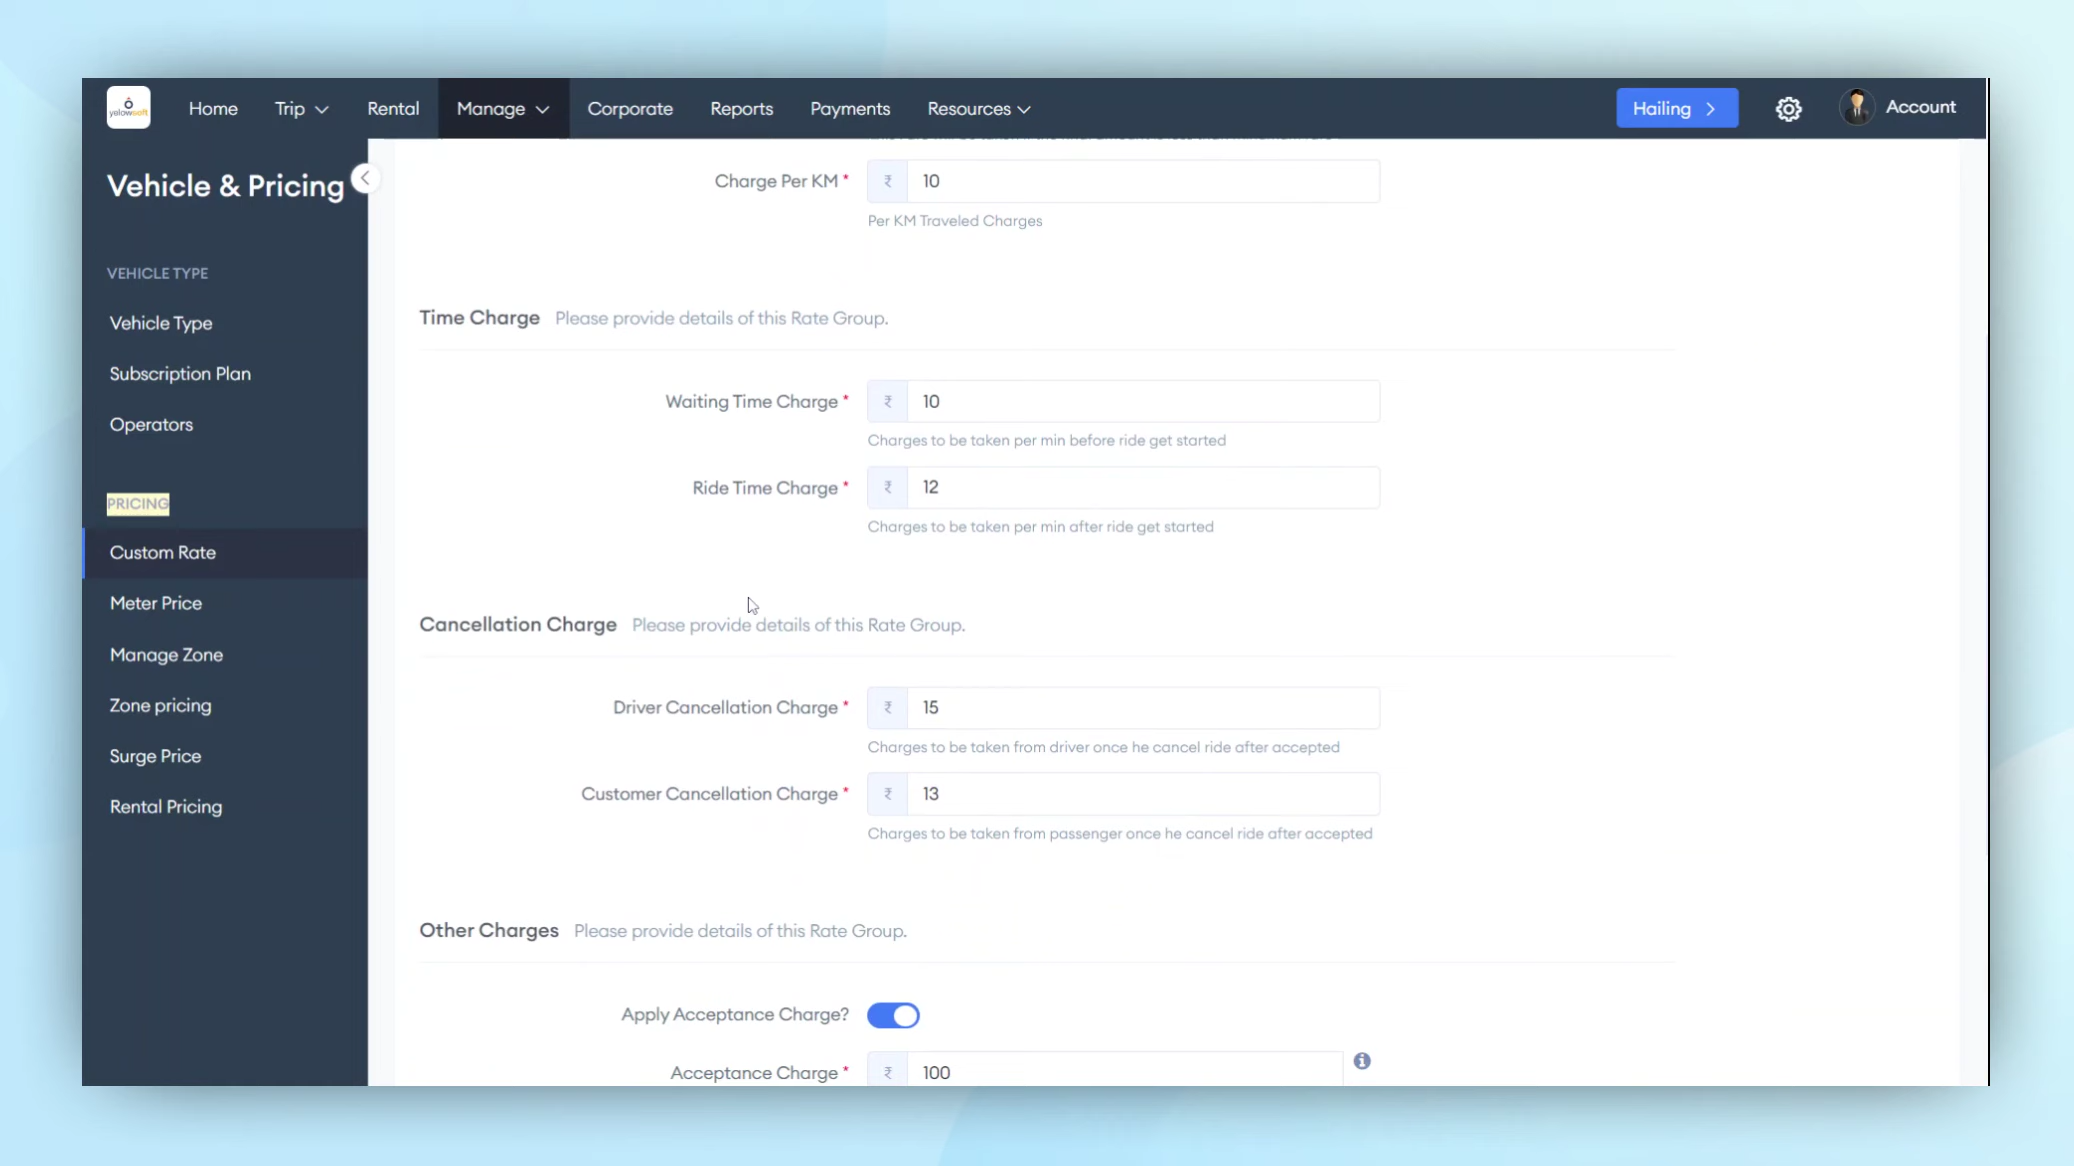 yelowsoft
Home
Trip
Rental
Manage
Corporate
Reports
Payments
Resources
Hailing
Account
Vehicle & Pricing
VEHICLE TYPE
Vehicle Type
Subscription Plan
Operators
PRICING
Custom Rate
Meter Price
Manage Zone
Zone pricing
Surge Price
Rental Pricing
Charge Per KM * ₹ 10
Per KM Traveled Charges
Time Charge Please provide details of this Rate Group.
Waiting Time Charge * ₹ 10
Charges to be taken per min before ride get started
Ride Time Charge * ₹ 12
Charges to be taken per min after ride get started
Cancellation Charge Please provide details of this Rate Group.
Driver Cancellation Charge * ₹ 15
Charges to be taken from driver once he cancel ride after accepted
Customer Cancellation Charge * ₹ 13
Charges to be taken from passenger once he cancel ride after accepted
Other Charges Please provide details of this Rate Group.
Apply Acceptance Charge?
Acceptance Charge * ₹ 100